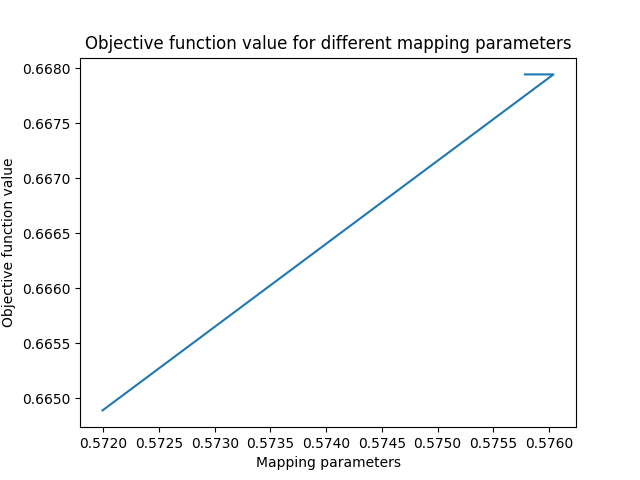 Objective function value for different mapping parameters
0.6680
0.6675
0.6670
0.6665
0.6660
0.6655
0.6650
Objective function value
0.5720 0.5725 0.5730 0.5735 0.5740 0.5745 0.5750 0.5755 0.5760
Mapping parameters